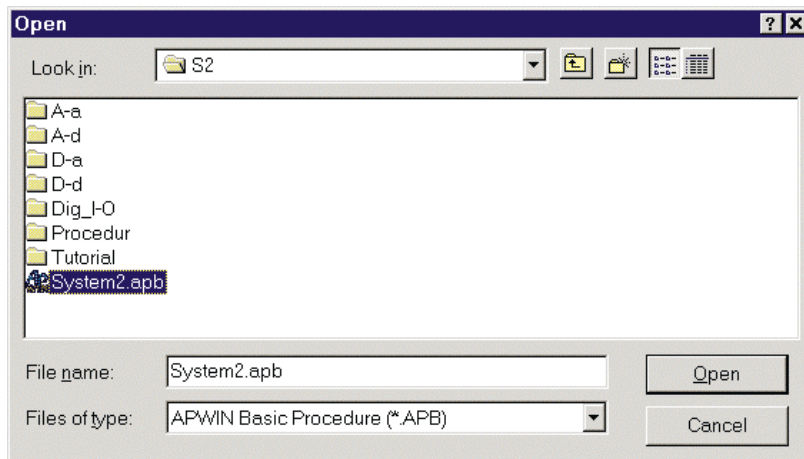 Open
Look in: S2
A-a
A-d
D-a
D-d
Dig_I-O
Procedur
Tutorial
System2.apb
File name: System2.apb Open
Files of type: APWIN Basic Procedure (*.APB) Cancel